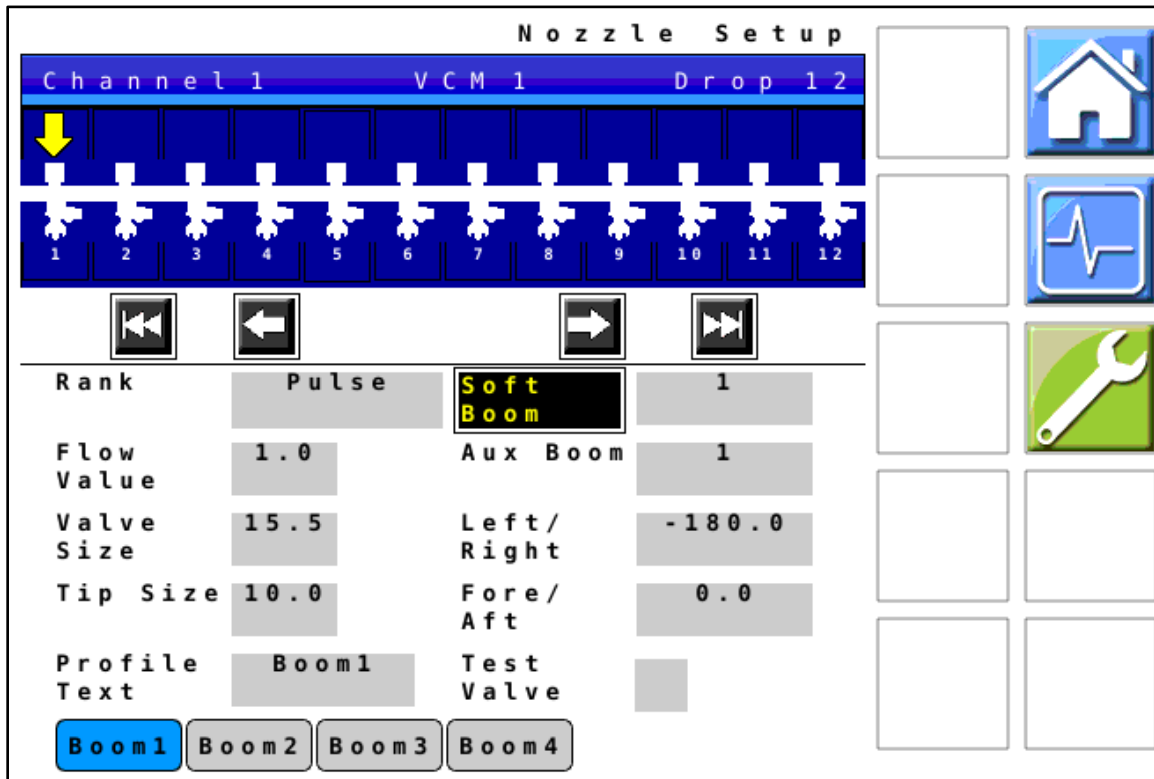 Nozzle Setup
Channel 1 VCM 1 Drop 12
1 2 3 4 5 6 7 8 9 10 11 12
Rank Pulse Soft Boom 1
Flow Value 1.0 Aux Boom 1
Valve Size 15.5 Left/Right -180.0
Tip Size 10.0 Fore/Aft 0.0
Profile Text Boom1 Test Valve
Boom1 Boom2 Boom3 Boom4